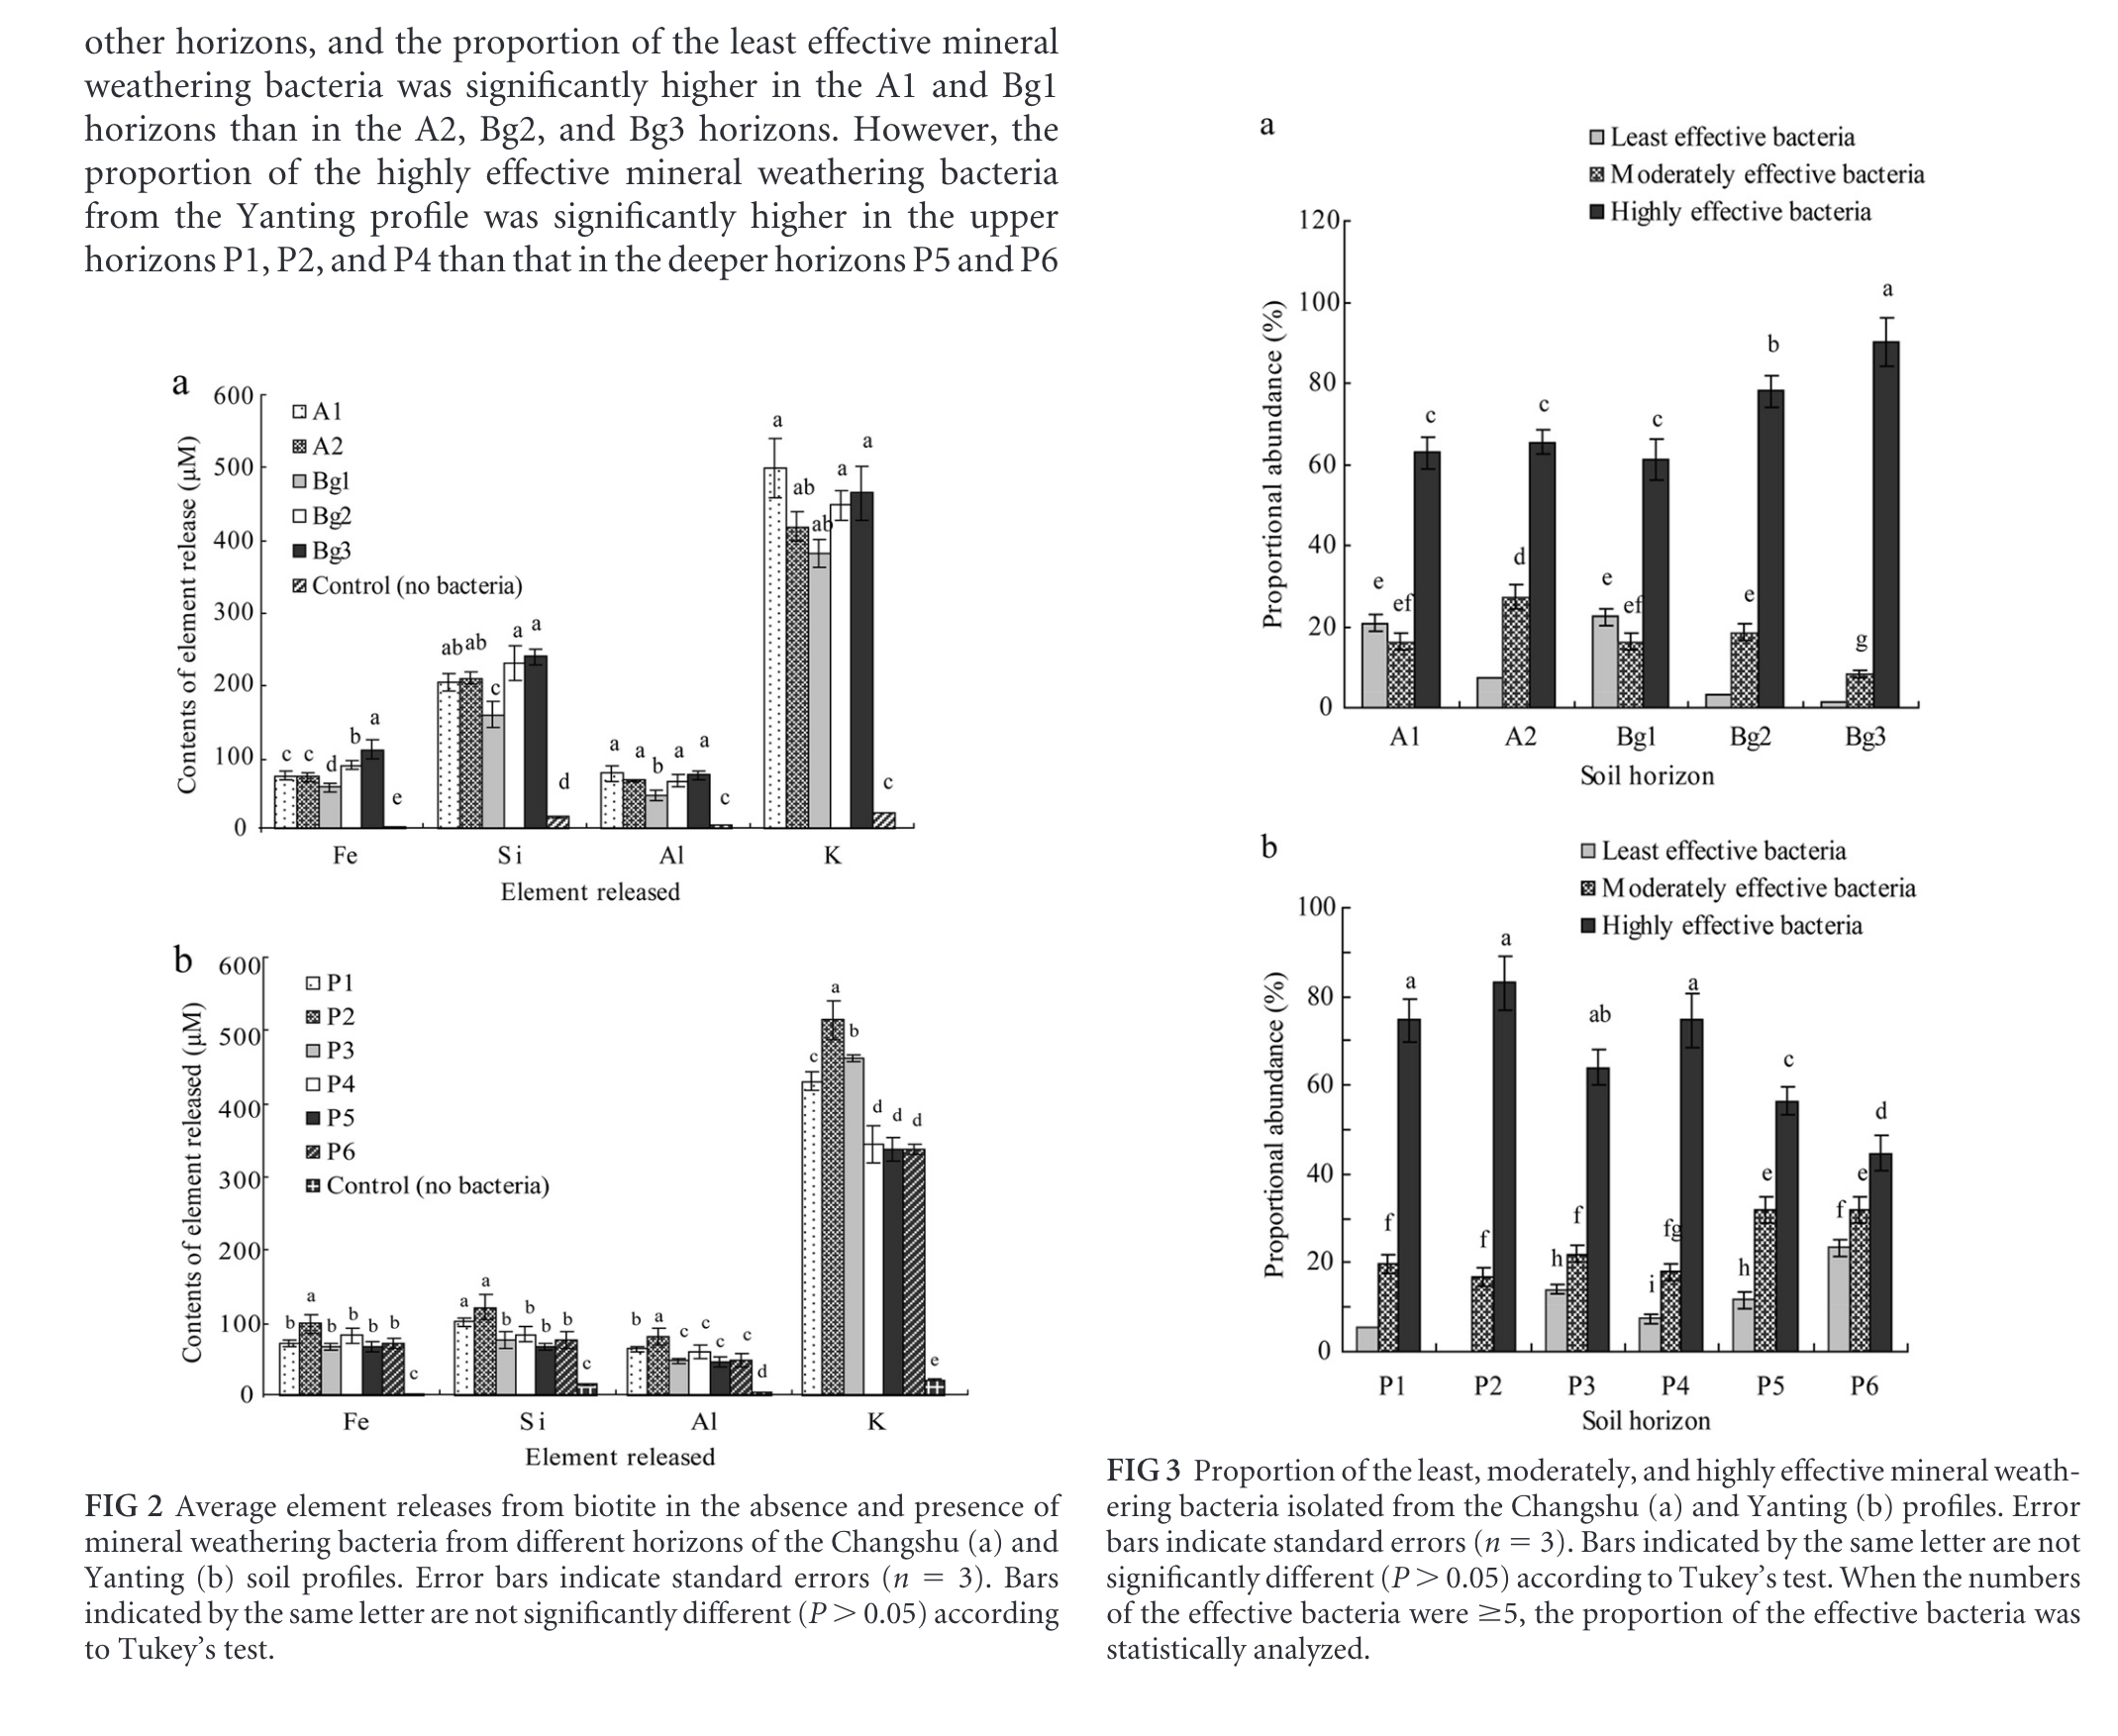 other horizons, and the proportion of the least effective mineral
weathering bacteria was significantly higher in the A1 and Bg1
horizons than in the A2, Bg2, and Bg3 horizons. However, the
proportion of the highly effective mineral weathering bacteria
from the Yanting profile was significantly higher in the upper
horizons P1, P2, and P4 than that in the deeper horizons P5 and P6
a
600
500
400
300
200
100
0
Contents of element release (μM)
A1
A2
Bg1
Bg2
Bg3
Control (no bacteria)
c c d b a e
ab ab c a a d
a a b a a c
a ab ab a a c
Fe Si Al K
Element released
b
600
500
400
300
200
100
0
Contents of element released (μM)
P1
P2
P3
P4
P5
P6
Control (no bacteria)
b a b b b b c
a a b b b b c
b a c c c c d
c a b d d d e
Fe Si Al K
Element released
FIG 2 Average element releases from biotite in the absence and presence of
mineral weathering bacteria from different horizons of the Changshu (a) and
Yanting (b) soil profiles. Error bars indicate standard errors (n = 3). Bars
indicated by the same letter are not significantly different (P > 0.05) according
to Tukey's test.
a
Least effective bacteria
Moderately effective bacteria
Highly effective bacteria
120
100
80
60
40
20
0
Proportional abundance (%)
e ef c
d c
e ef c
e b
g a
A1 A2 Bg1 Bg2 Bg3
Soil horizon
b
Least effective bacteria
Moderately effective bacteria
Highly effective bacteria
100
80
60
40
20
0
Proportional abundance (%)
f a
f a
h f ab
i fg a
h e c
f e d
P1 P2 P3 P4 P5 P6
Soil horizon
FIG 3 Proportion of the least, moderately, and highly effective mineral weath-
ering bacteria isolated from the Changshu (a) and Yanting (b) profiles. Error
bars indicate standard errors (n = 3). Bars indicated by the same letter are not
significantly different (P > 0.05) according to Tukey's test. When the numbers
of the effective bacteria were ≥5, the proportion of the effective bacteria was
statistically analyzed.